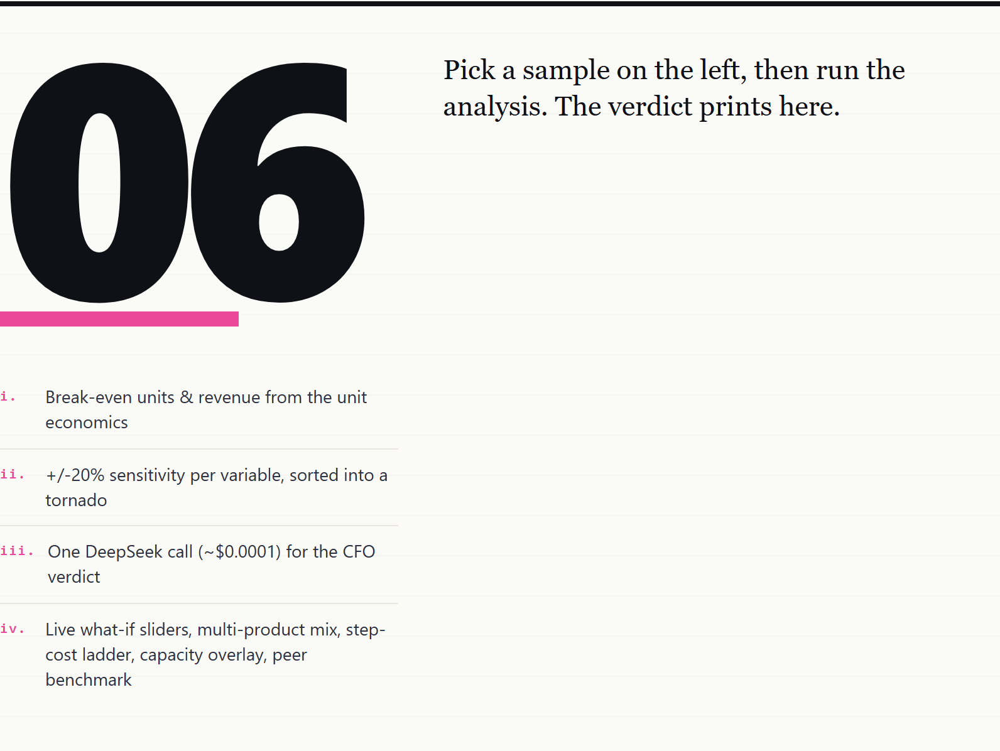 06
Pick a sample on the left, then run the
analysis. The verdict prints here.
i. Break-even units & revenue from the unit
economics
ii. +/-20% sensitivity per variable, sorted into a
tornado
iii. One DeepSeek call (~$0.0001) for the CFO
verdict
iv. Live what-if sliders, multi-product mix, step-
cost ladder, capacity overlay, peer
benchmark